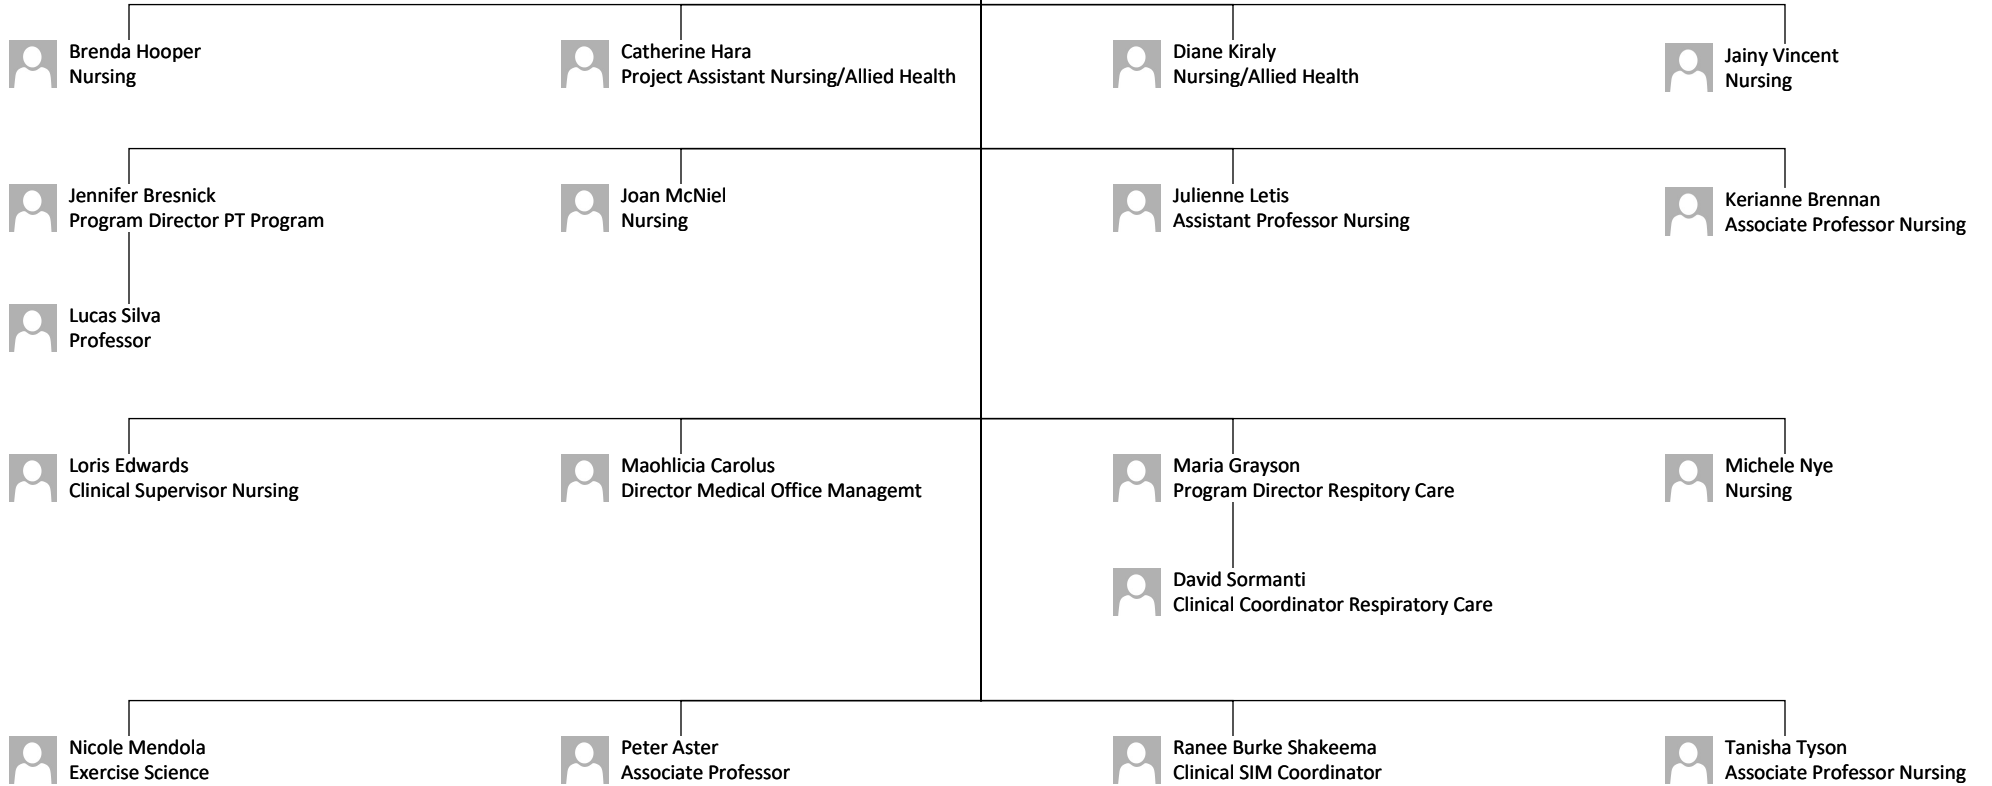 Brenda Hooper
Nursing
Catherine Hara
Project Assistant Nursing/Allied Health
Diane Kiraly
Nursing/Allied Health
Jainy Vincent
Nursing
Jennifer Bresnick
Program Director PT Program
Joan McNiel
Nursing
Julienne Letis
Assistant Professor Nursing
Kerianne Brennan
Associate Professor Nursing
Lucas Silva
Professor
Loris Edwards
Clinical Supervisor Nursing
Maohlicia Carolus
Director Medical Office Managemt
Maria Grayson
Program Director Respitory Care
Michele Nye
Nursing
David Sormanti
Clinical Coordinator Respiratory Care
Nicole Mendola
Exercise Science
Peter Aster
Associate Professor
Ranee Burke Shakeema
Clinical SIM Coordinator
Tanisha Tyson
Associate Professor Nursing